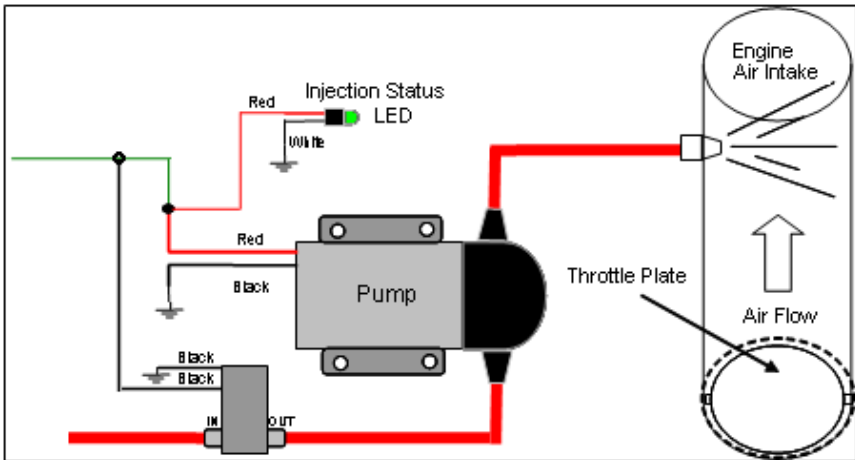 Engine
Air Intake
Injection Status
LED
Red
White
Red
Black
Pump
Throttle Plate
Air Flow
Black
Black
IN
OUT